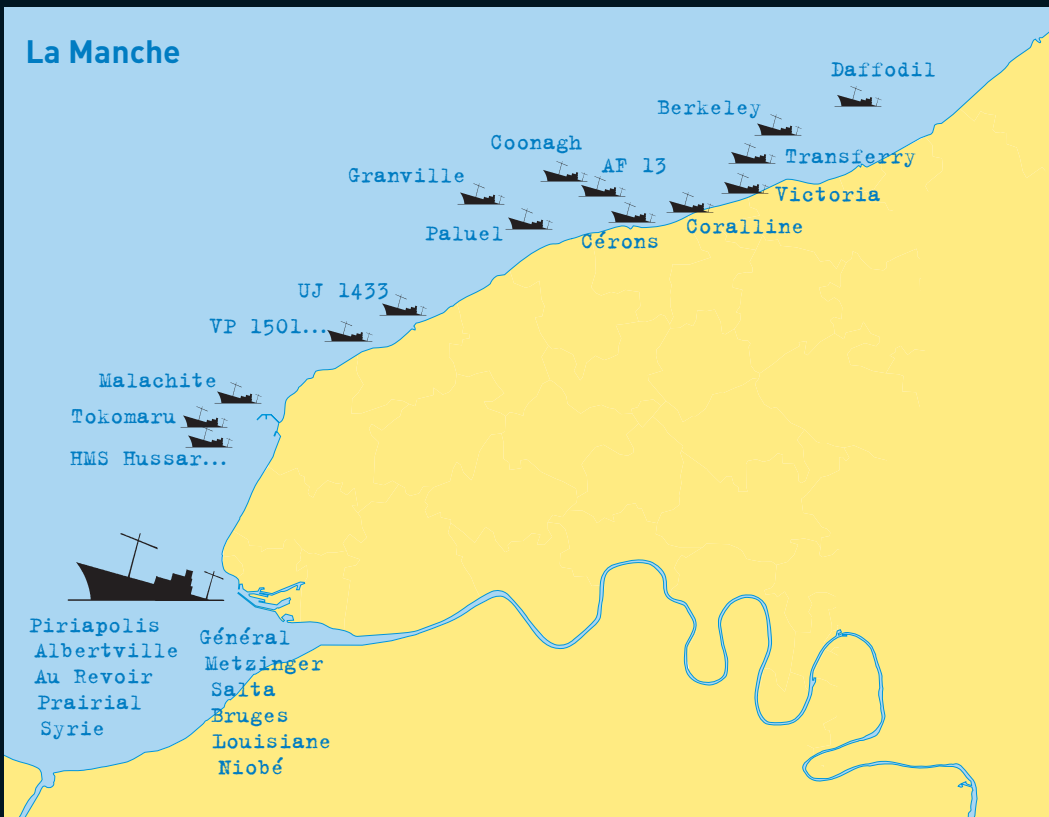 La Manche
Daffodil
Berkeley
Coonagh
Transferry
AF 13
Granville
Victoria
Coralline
Paluel
Cérons
UJ 1433
VP 1501...
Malachite
Tokomaru
HMS Hussar...
Piriapolis
Albertville
Au Revoir
Prairial
Syrie
Général
Metzinger
Salta
Bruges
Louisiane
Niobé